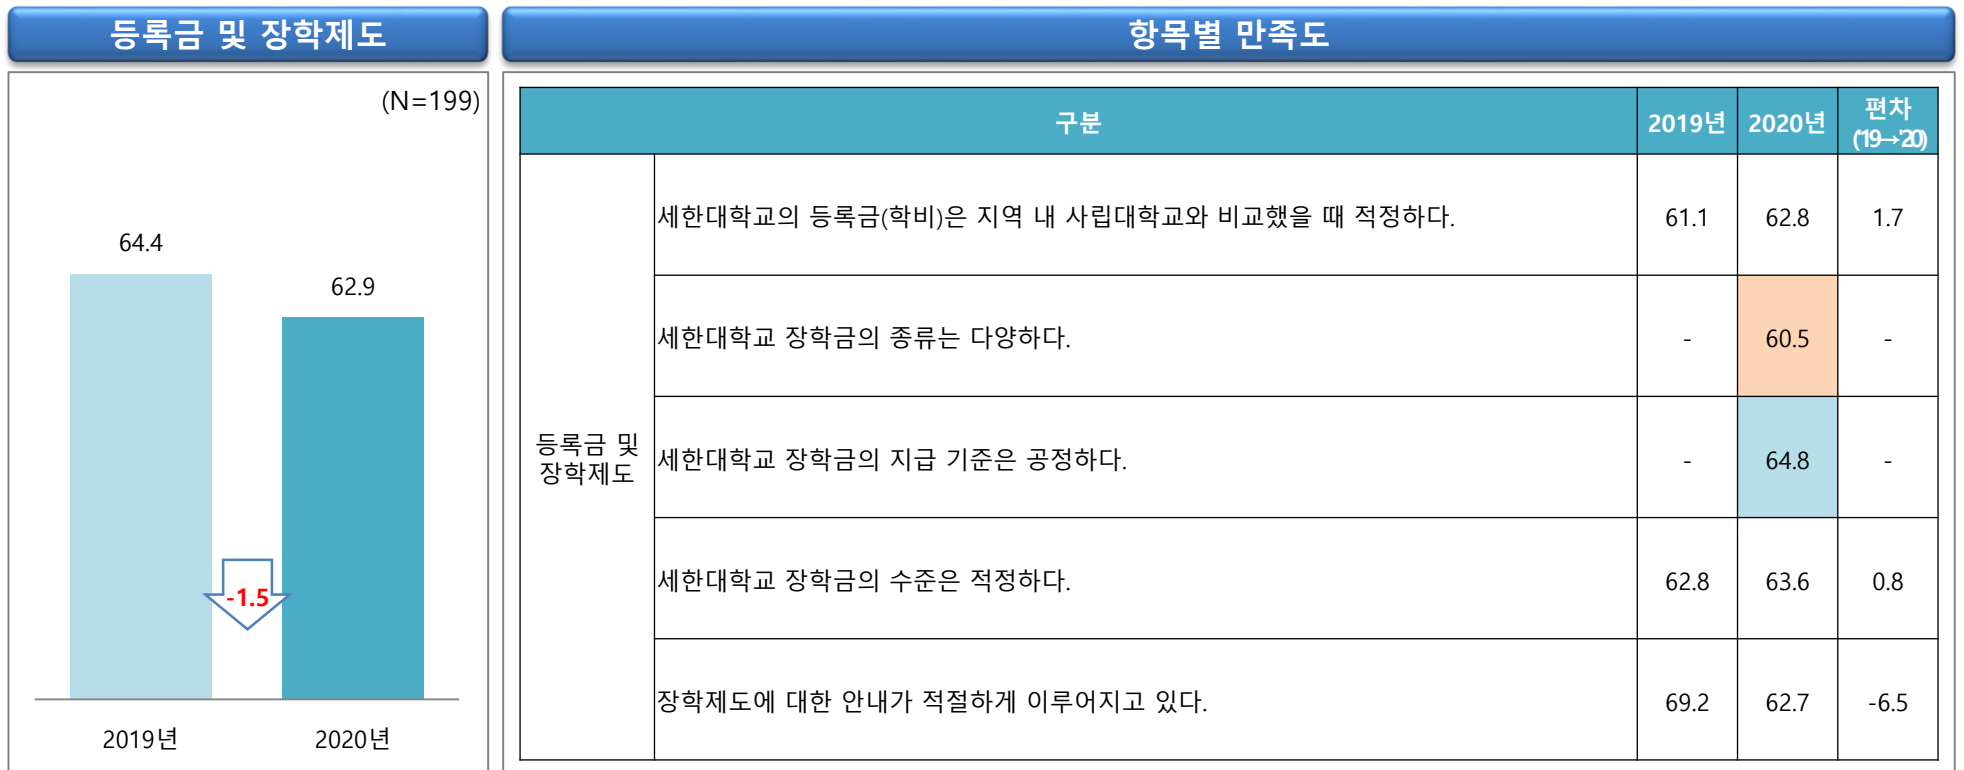 등록금 및 장학제도
(N=199)
64.4
62.9
-1.5
2019년
2020년
항목별 만족도
구분 2019년 2020년 편차
('19→'20)
등록금 및
장학제도
세한대학교의 등록금(학비)은 지역 내 사립대학교와 비교했을 때 적정하다. 61.1 62.8 1.7
세한대학교 장학금의 종류는 다양하다. - 60.5 -
세한대학교 장학금의 지급 기준은 공정하다. - 64.8 -
세한대학교 장학금의 수준은 적정하다. 62.8 63.6 0.8
장학제도에 대한 안내가 적절하게 이루어지고 있다. 69.2 62.7 -6.5